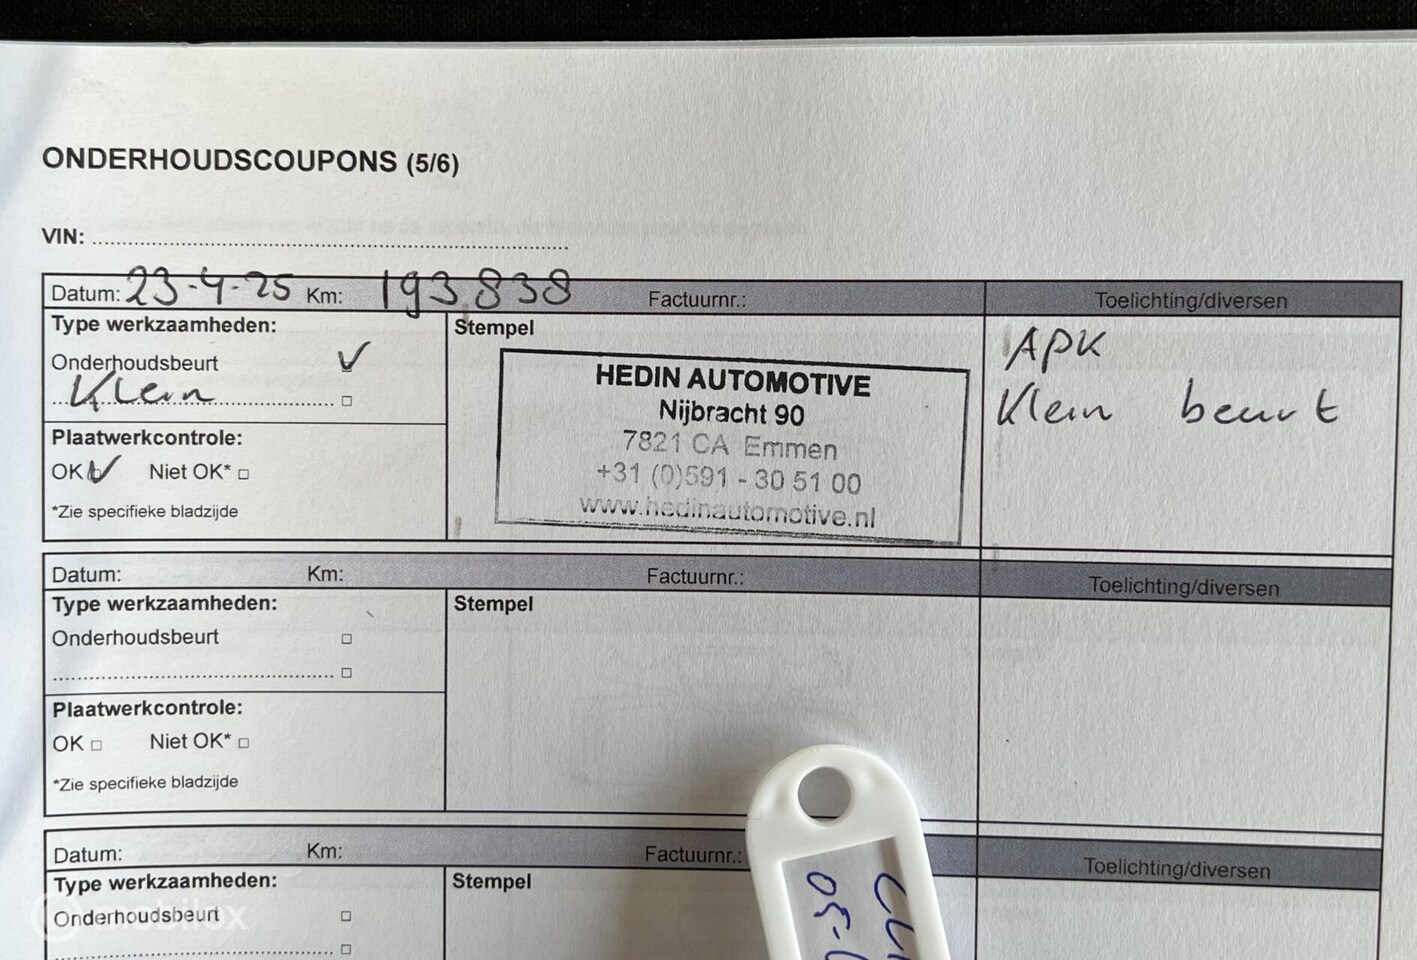 ONDERHOUDSCOUPONS (5/6)
VIN:
Datum: 23-4-25 Km: 193838 Factuurnr.: Toelichting/diversen
Type werkzaamheden:
Onderhoudsbeurt
Klein
Plaatwerkcontrole:
OK Niet OK*
*Zie specifieke bladzijde
Stempel
HEDIN AUTOMOTIVE
Nijbracht 90
7821 CA Emmen
+31 (0)591 - 30 51 00
www.hedinautomotive.nl
APK
Klein beurt
Datum: Km: Factuurnr.: Toelichting/diversen
Type werkzaamheden:
Onderhoudsbeurt
Plaatwerkcontrole:
OK Niet OK*
*Zie specifieke bladzijde
Stempel
Datum: Km: Factuurnr.: Toelichting/diversen
Type werkzaamheden:
Onderhoudsbeurt
Stempel
mobilox